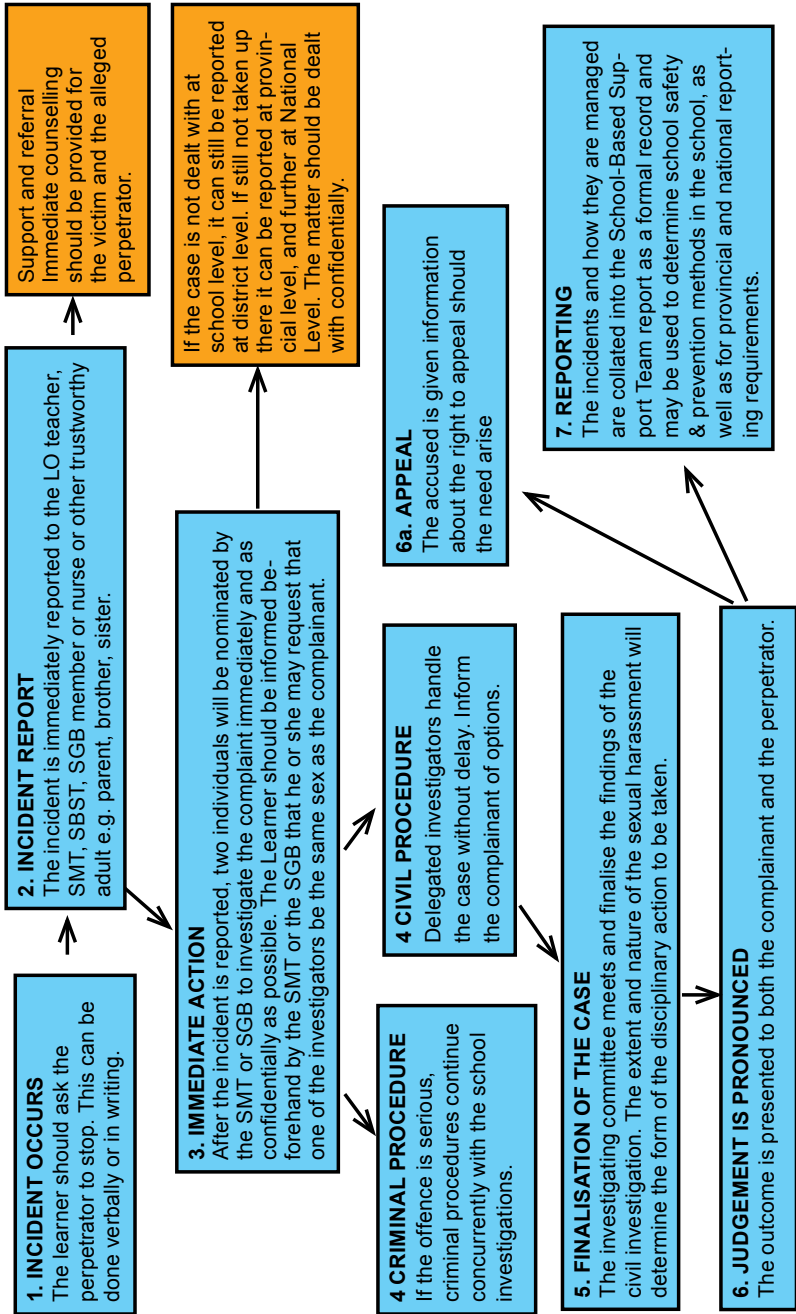 1. INCIDENT OCCURS
The learner should ask the
perpetrator to stop. This can be
done verbally or in writing.
2. INCIDENT REPORT
The incident is immediately reported to the LO teacher,
SMT, SBST, SGB member or nurse or other trustworthy
adult e.g. parent, brother, sister.
Support and referral
Immediate counselling
should be provided for
the victim and the alleged
perpetrator.
3. IMMEDIATE ACTION
After the incident is reported, two individuals will be nominated by
the SMT or SGB to investigate the complaint immediately and as
confidentially as possible. The Learner should be informed be-
forehand by the SMT or the SGB that he or she may request that
one of the investigators be the same sex as the complainant.
If the case is not dealt with at
school level, it can still be reported
at district level. If still not taken up
there it can be reported at provin-
cial level, and further at National
Level. The matter should be dealt
with confidentially.
4 CRIMINAL PROCEDURE
If the offence is serious,
criminal procedures continue
concurrently with the school
investigations.
4 CIVIL PROCEDURE
Delegated investigators handle
the case without delay. Inform
the complainant of options.
6a. APPEAL
The accused is given information
about the right to appeal should
the need arise
5. FINALISATION OF THE CASE
The investigating committee meets and finalise the findings of the
civil investigation. The extent and nature of the sexual harassment will
determine the form of the disciplinary action to be taken.
7. REPORTING
The incidents and how they are managed
are collated into the School-Based Sup-
port Team report as a formal record and
may be used to determine school safety
& prevention methods in the school, as
well as for provincial and national report-
ing requirements.
6. JUDGEMENT IS PRONOUNCED
The outcome is presented to both the complainant and the perpetrator.